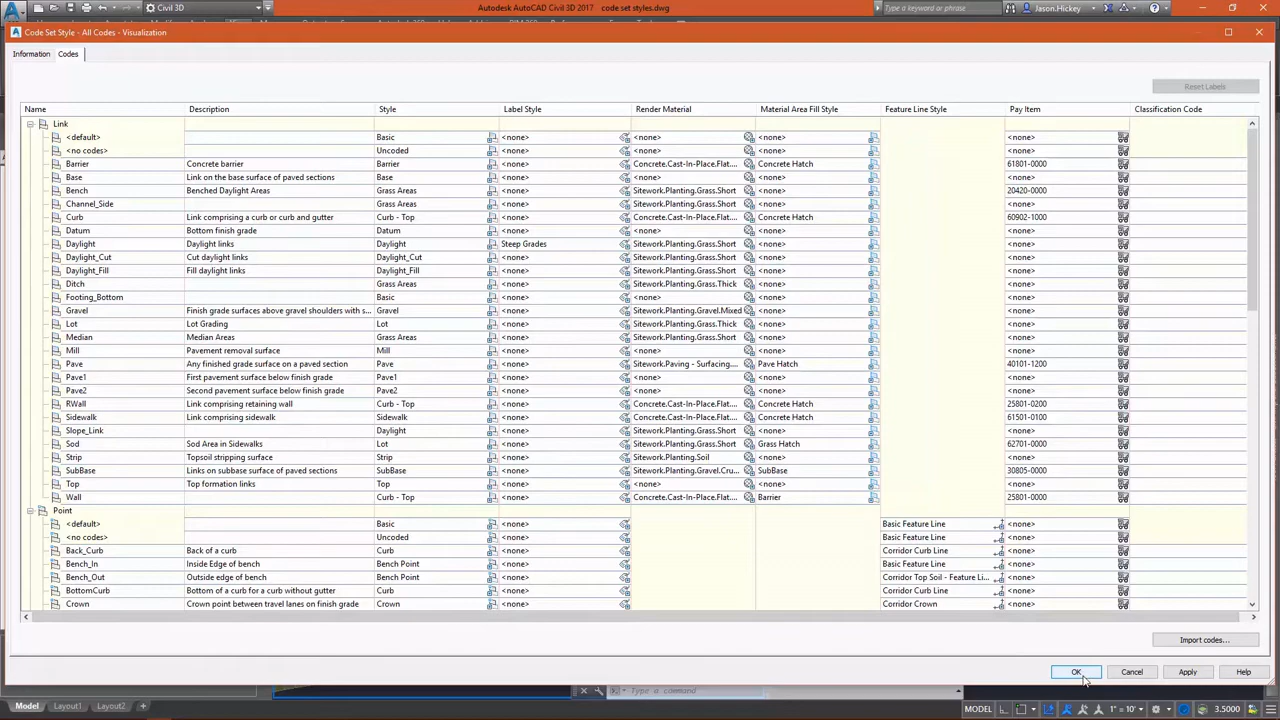 Civil 3D Autodesk AutoCAD Civil 3D 2017 code set styles.dwg Type a keyword or phrase Jason.Hickey
Code Set Style - All Codes - Visualization
Information Codes
Reset Labels
Name Description Style Label Style Render Material Material Area Fill Style Feature Line Style Pay Item Classification Code
Link
<default> Basic <none> <none> <none> <none>
<no codes> Uncoded <none> <none> <none> <none>
Barrier Concrete barrier Barrier <none> Concrete.Cast-In-Place.Flat.... Concrete Hatch 61801-0000
Base Link on the base surface of paved sections Base <none> <none> <none> <none>
Bench Benched Daylight Areas Grass Areas <none> Sitework.Planting.Grass.Short <none> 20420-0000
Channel_Side Grass Areas <none> Sitework.Planting.Grass.Short <none> <none>
Curb Link comprising a curb or curb and gutter Curb - Top <none> Concrete.Cast-In-Place.Flat.... Concrete Hatch 60902-1000
Datum Bottom finish grade Datum <none> <none> <none> <none>
Daylight Daylight links Daylight Steep Grades Sitework.Planting.Grass.Short <none> <none>
Daylight_Cut Cut daylight links Daylight_Cut <none> Sitework.Planting.Grass.Short <none> <none>
Daylight_Fill Fill daylight links Daylight_Fill <none> Sitework.Planting.Grass.Short <none> <none>
Ditch Grass Areas <none> Sitework.Planting.Grass.Thick <none> <none>
Footing_Bottom Basic <none> <none> <none> <none>
Gravel Finish grade surfaces above gravel shoulders with s... Gravel <none> Sitework.Planting.Gravel.Mixed <none> <none>
Lot Lot Grading Lot <none> Sitework.Planting.Grass.Thick <none> <none>
Median Median Areas Grass Areas <none> Sitework.Planting.Grass.Short <none> <none>
Mill Pavement removal surface Mill <none> <none> <none> <none>
Pave Any finished grade surface on a paved section Pave <none> Sitework.Paving - Surfacing.... Pave Hatch 40101-1200
Pave1 First pavement surface below finish grade Pave1 <none> <none> <none> <none>
Pave2 Second pavement surface below finish grade Pave2 <none> <none> <none> <none>
RWall Link comprising retaining wall Curb - Top <none> Concrete.Cast-In-Place.Flat.... Concrete Hatch 25801-0200
Sidewalk Link comprising sidewalk Sidewalk <none> Concrete.Cast-In-Place.Flat.... Concrete Hatch 61501-0100
Slope_Link Daylight <none> Sitework.Planting.Grass.Short <none> <none>
Sod Sod Area in Sidewalks Lot <none> Sitework.Planting.Grass.Short Grass Hatch 62701-0000
Strip Topsoil stripping surface Strip <none> Sitework.Planting.Soil <none> <none>
SubBase Links on subbase surface of paved sections SubBase <none> Sitework.Planting.Gravel.Cru... SubBase 30805-0000
Top Top formation links Top <none> <none> <none> <none>
Wall Curb - Top <none> Concrete.Cast-In-Place.Flat.... Barrier 25801-0000
Point
<default> Basic <none> Basic Feature Line <none>
<no codes> Uncoded <none> Basic Feature Line <none>
Back_Curb Back of a curb Curb <none> Corridor Curb Line <none>
Bench_In Inside Edge of bench Bench Point <none> Basic Feature Line <none>
Bench_Out Outside edge of bench Bench Point <none> Corridor Top Soil - Feature Li... <none>
BottomCurb Bottom of a curb for a curb without gutter Curb <none> Corridor Curb Line <none>
Crown Crown point between travel lanes on finish grade Crown <none> Corridor Crown <none>
Import codes...
OK Cancel Apply Help
Type a command
Model Layout1 Layout2 + MODEL 1" = 10' 3.5000